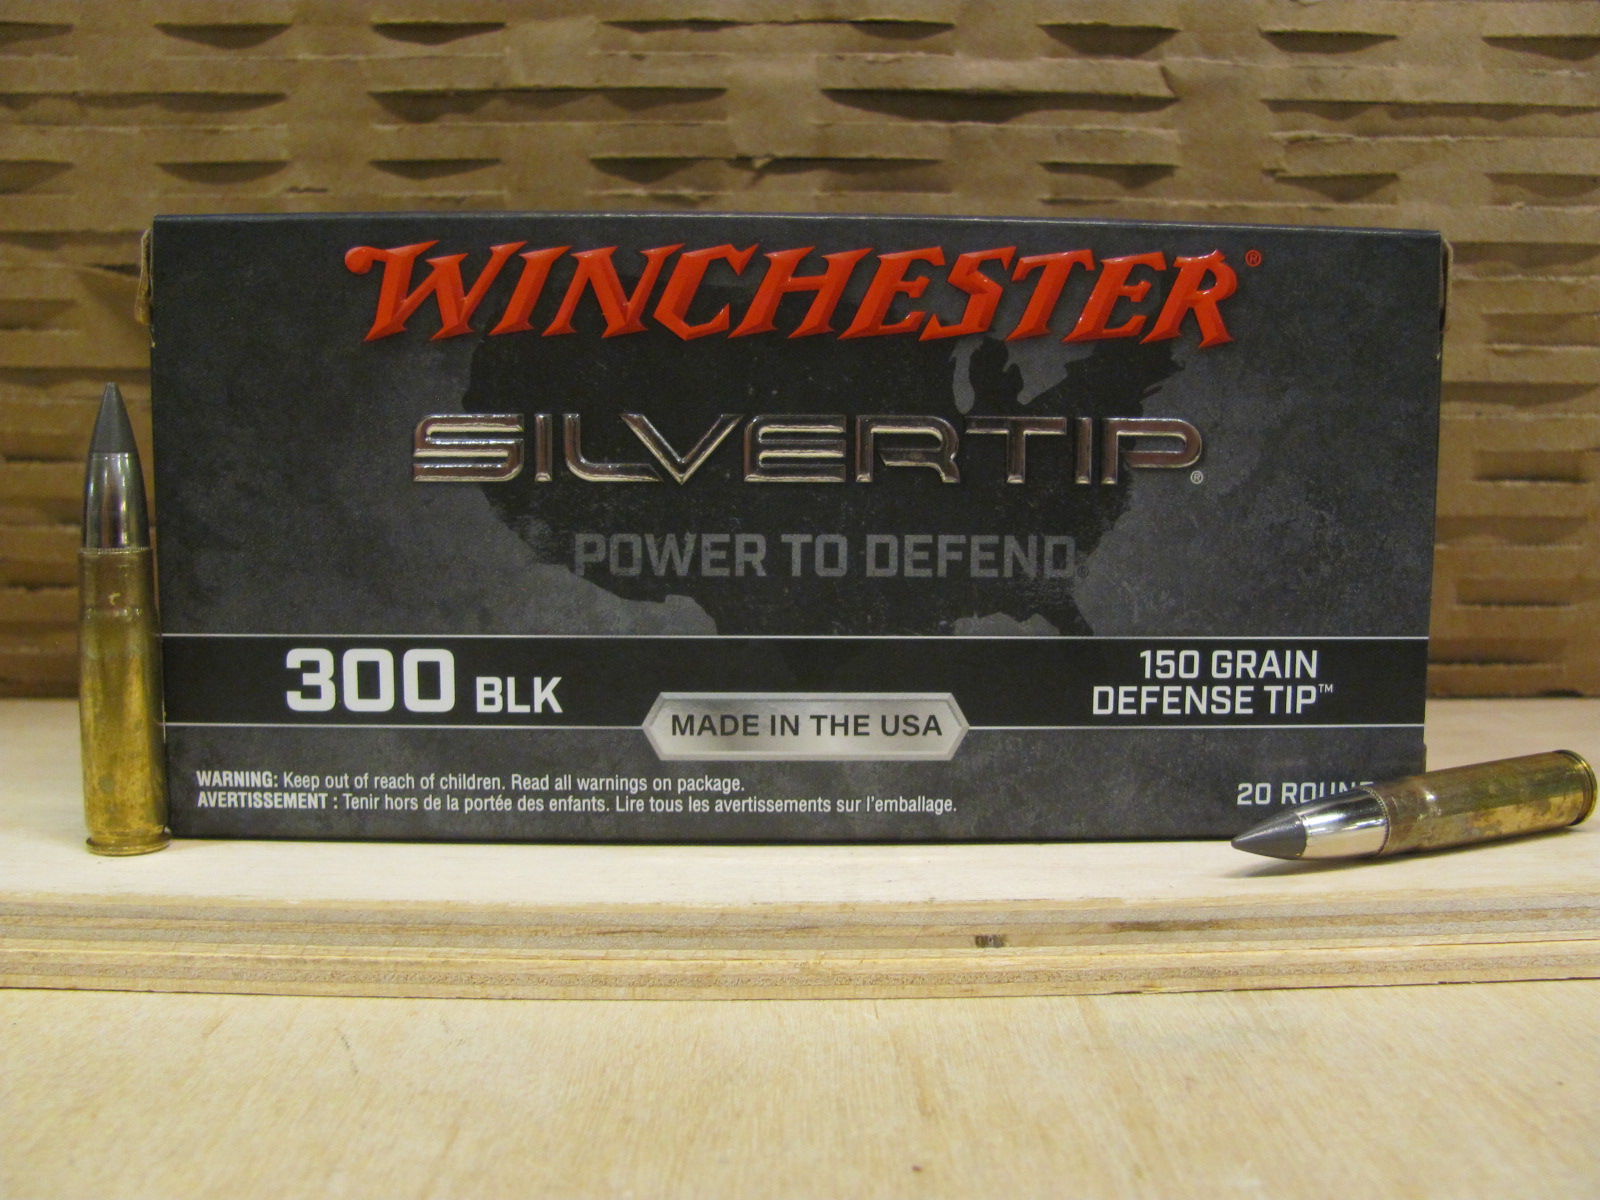 WINCHESTER®
SILVERTIP®
POWER TO DEFEND
300 BLK
150 GRAIN
DEFENSE TIP™
MADE IN THE USA
WARNING: Keep out of reach of children. Read all warnings on package.
AVERTISSEMENT : Tenir hors de la portée des enfants. Lire tous les avertissements sur l'emballage.
20